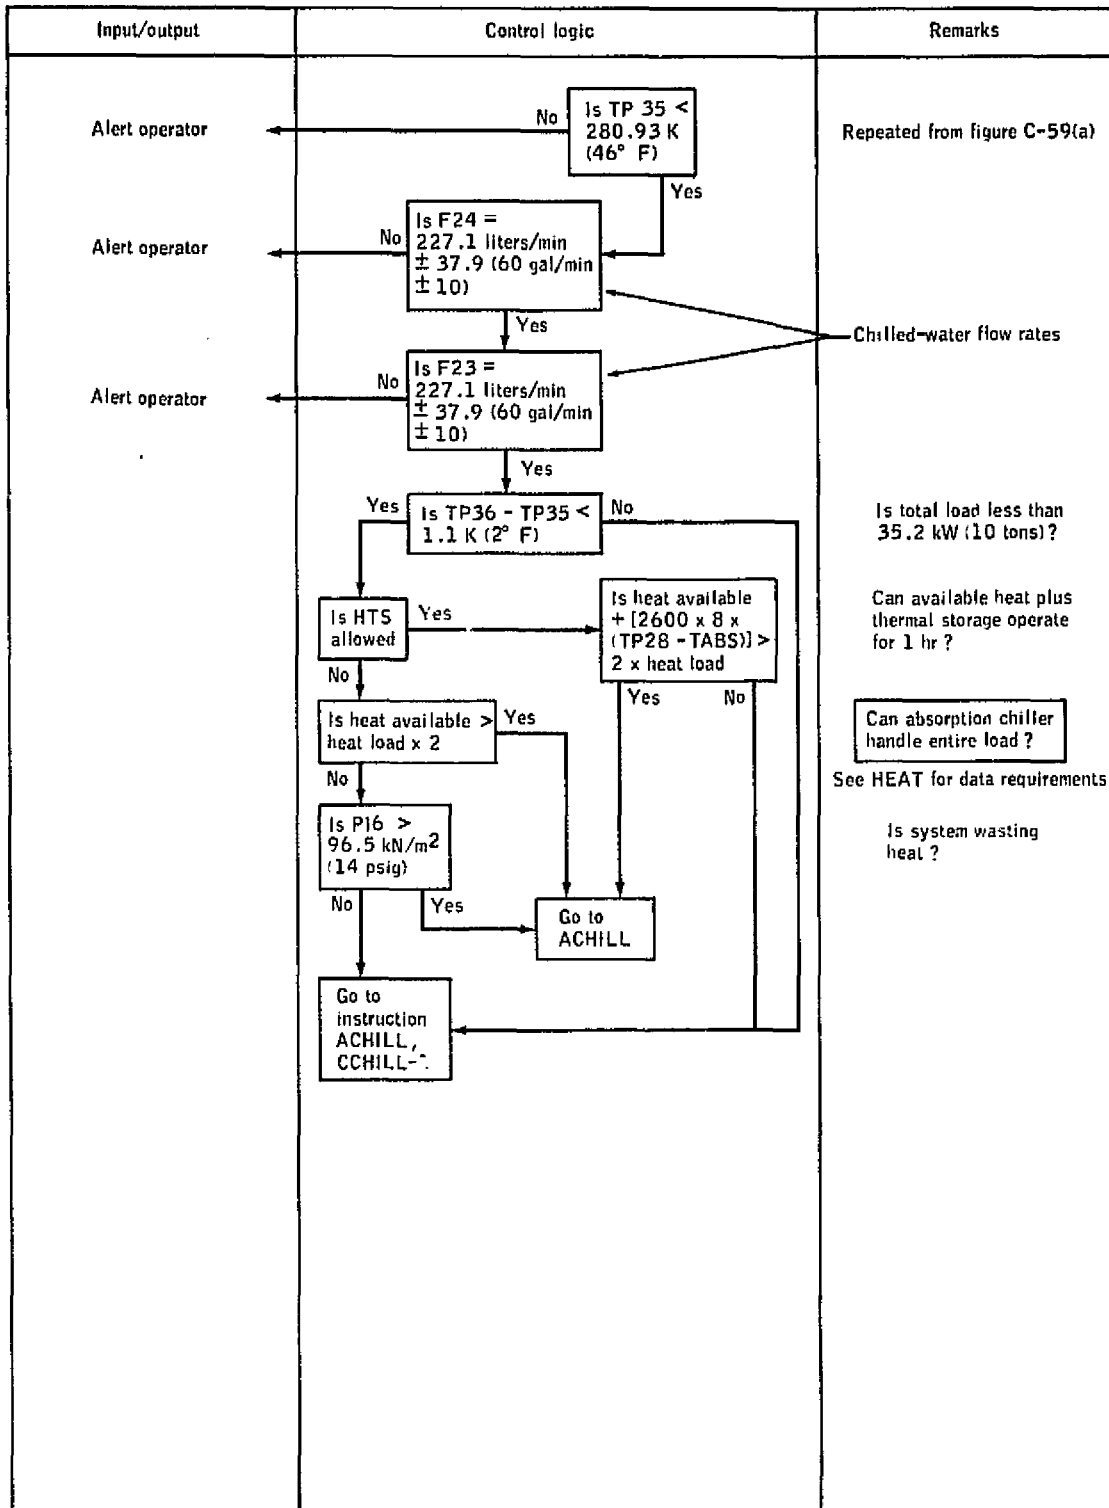 Input/output
Control logic
Remarks
Alert operator
No
Is TP 35 <
280.93 K
(46° F)
Repeated from figure C-59(a)
Yes
Alert operator
No
Is F24 =
227.1 liters/min
± 37.9 (60 gal/min
± 10)
Yes
Chilled-water flow rates
Alert operator
No
Is F23 =
227.1 liters/min
± 37.9 (60 gal/min
± 10)
Yes
Yes
Is TP36 - TP35 <
1.1 K (2° F)
No
Is total load less than
35.2 kW (10 tons) ?
Is HTS
allowed
Yes
Is heat available
+ [2600 x 8 x
(TP28 - TABS)] >
2 x heat load
Can available heat plus
thermal storage operate
for 1 hr ?
No
Yes
No
Is heat available >
heat load x 2
Yes
Can absorption chiller
handle entire load ?
No
See HEAT for data requirements
Is P16 >
96.5 kN/m2
(14 psig)
Is system wasting
heat ?
No
Yes
Go to
ACHILL
Go to
instruction
ACHILL,